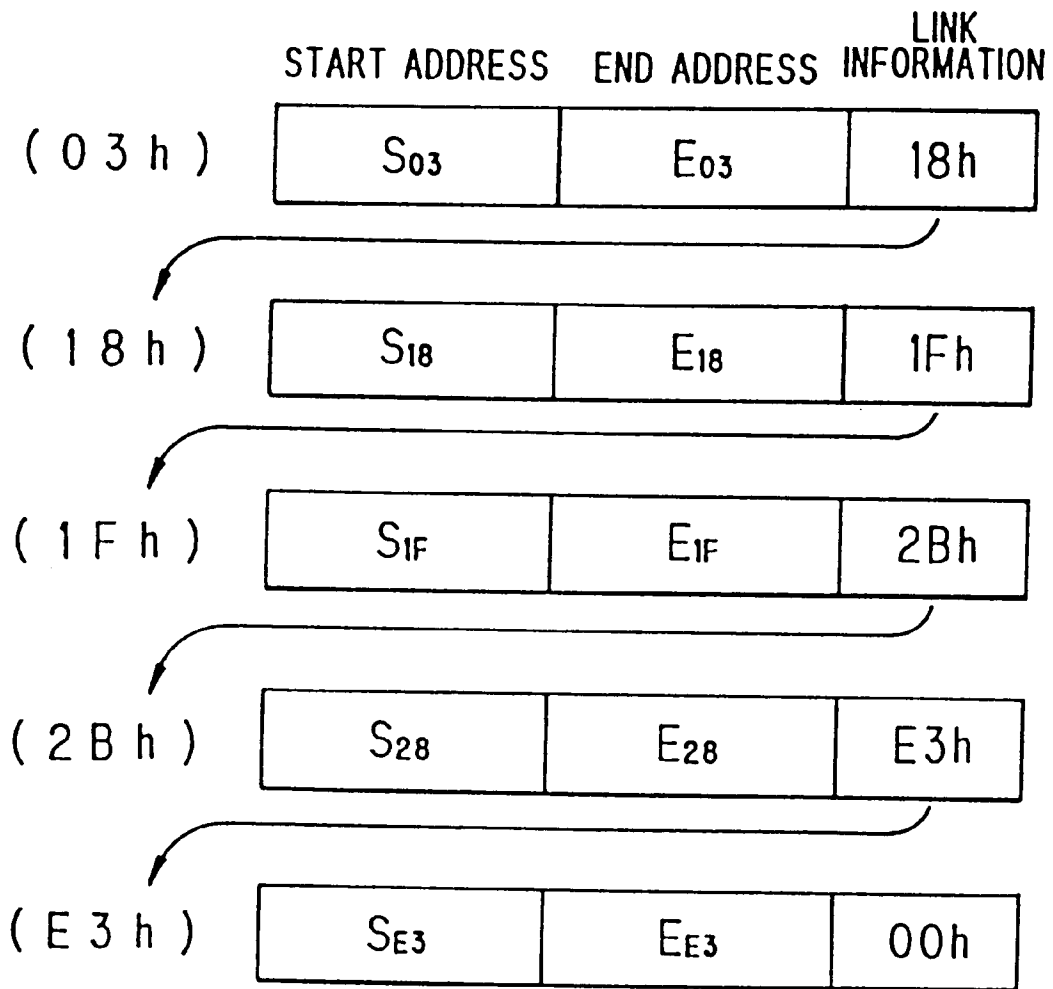 START ADDRESS END ADDRESS LINK INFORMATION
(03h) S03 E03 18h
(18h) S18 E18 1Fh
(1Fh) S1F E1F 2Bh
(2Bh) S28 E28 E3h
(E3h) SE3 EE3 00h